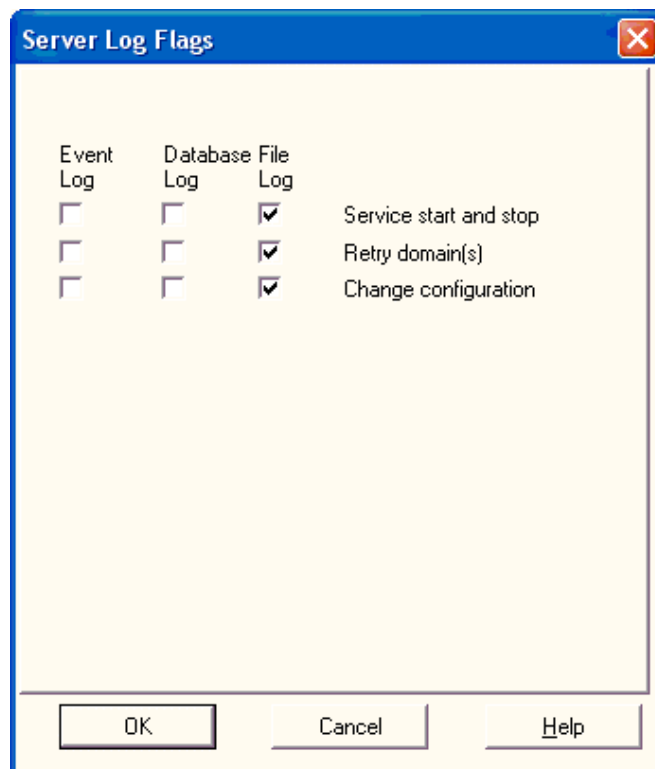 Server Log Flags
Event Database File
Log Log Log
Service start and stop
Retry domain(s)
Change configuration
OK Cancel Help